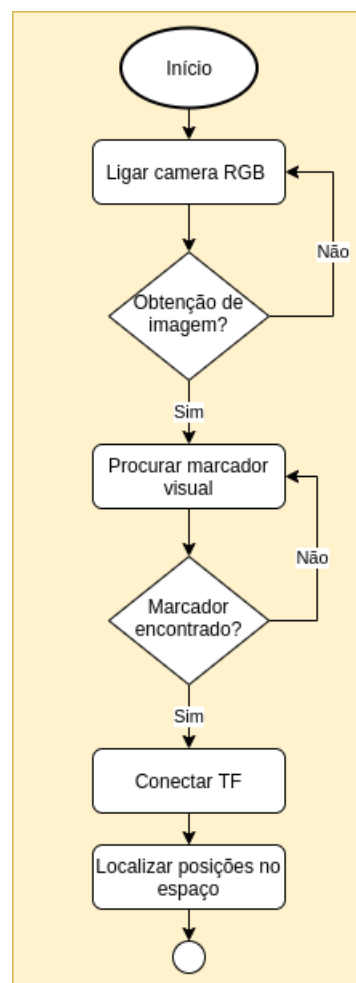 Início
Ligar camera RGB
Não
Obtenção de
imagem?
Sim
Procurar marcador
visual
Não
Marcador
encontrado?
Sim
Conectar TF
Localizar posições no
espaço